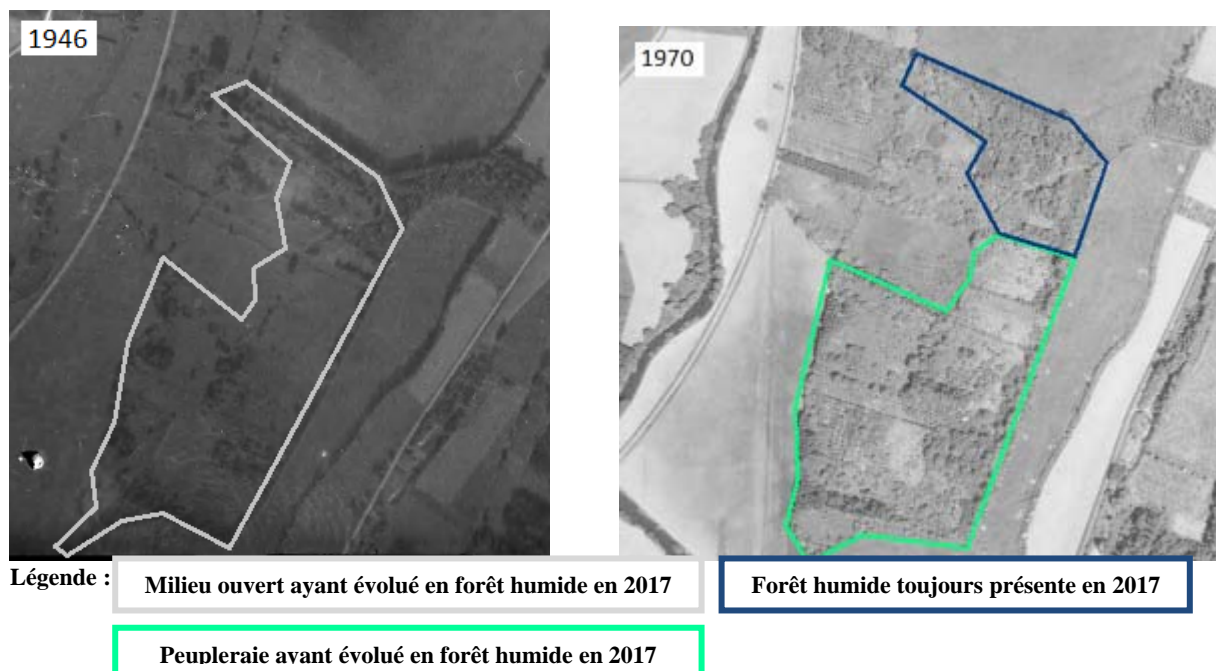 1946
1970
Légende :
Milieu ouvert ayant évolué en forêt humide en 2017
Forêt humide toujours présente en 2017
Peupleraie ayant évolué en forêt humide en 2017